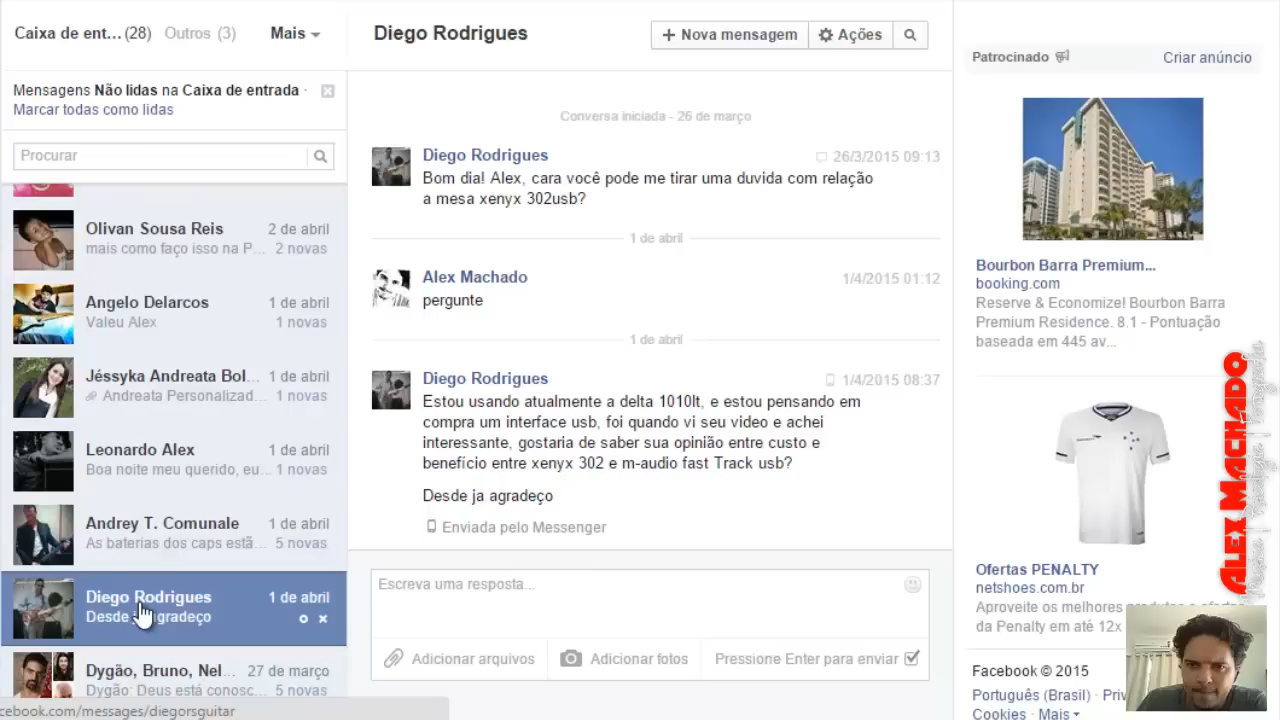 Caixa de ent... (28)
Outros (3)
Mais
Mensagens Não lidas na Caixa de entrada ·
Marcar todas como lidas
Procurar
Olivan Sousa Reis 2 de abril
mais como faço isso na P... 2 novas
Angelo Delarcos 1 de abril
Valeu Alex 1 novas
Jéssyka Andreata Bol... 1 de abril
Andreata Personalizad... 1 novas
Leonardo Alex 1 de abril
Boa noite meu querido, eu... 1 novas
Andrey T. Comunale 1 de abril
As baterias dos caps estã... 5 novas
Diego Rodrigues 1 de abril
Desde agradeço
Dygão, Bruno, Nel... 27 de março
Dygão: Deus está conosc... 5 novas
cebook.com/messages/diegorsguitar
Diego Rodrigues
Nova mensagem
Ações
Conversa iniciada - 26 de março
Diego Rodrigues 26/3/2015 09:13
Bom dia! Alex, cara você pode me tirar uma duvida com relação
a mesa xenyx 302usb?
1 de abril
Alex Machado 1/4/2015 01:12
pergunte
1 de abril
Diego Rodrigues 1/4/2015 08:37
Estou usando atualmente a delta 1010lt, e estou pensando em
compra um interface usb, foi quando vi seu video e achei
interessante, gostaria de saber sua opinião entre custo e
benefício entre xenyx 302 e m-audio fast Track usb?
Desde ja agradeço
Enviada pelo Messenger
Escreva uma resposta...
Adicionar arquivos
Adicionar fotos
Pressione Enter para enviar
Patrocinado
Criar anúncio
Bourbon Barra Premium...
booking.com
Reserve & Economize! Bourbon Barra
Premium Residence. 8.1 - Pontuação
baseada em 445 av...
Ofertas PENALTY
netshoes.com.br
Aproveite os melhores
da Penalty em até 12x
Facebook © 2015
Português (Brasil) · Priv
Cookies · Mais
ALEX MACHADO